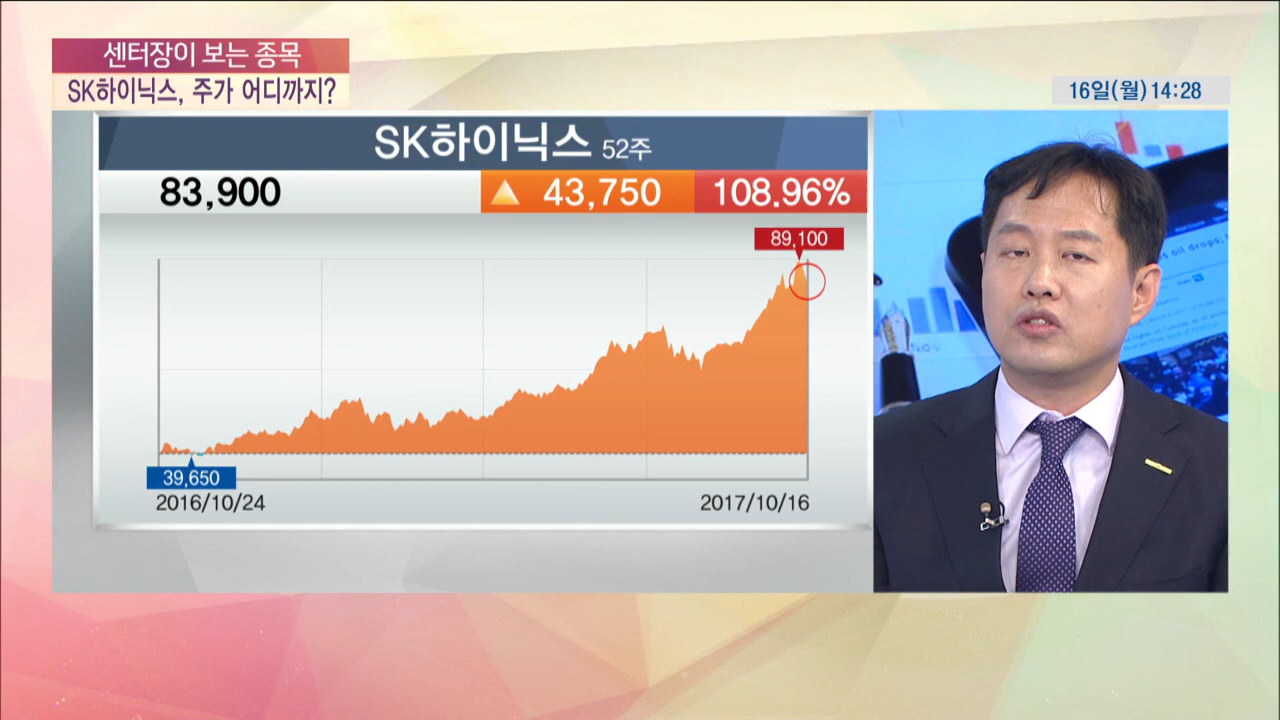 센터장이 보는 종목
SK하이닉스, 주가 어디까지?
16일(월) 14:28
SK하이닉스 52주
83,900 ▲ 43,750 108.96%
89,100
39,650
2016/10/24 2017/10/16